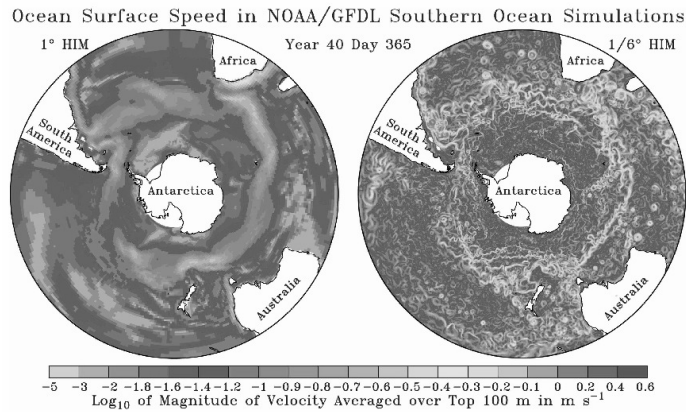 Ocean Surface Speed in NOAA/GFDL Southern Ocean Simulations
1° HIM
Year 40 Day 365
1/6° HIM
Africa
Africa
South America
South America
Antarctica
Antarctica
Australia
Australia
-5 -3 -2 -1.8 -1.6 -1.4 -1.2 -1 -0.9 -0.8 -0.7 -0.6 -0.5 -0.4 -0.3 -0.2 -0.1 0 0.2 0.4 0.6
Log10 of Magnitude of Velocity Averaged over Top 100 m in m s−1